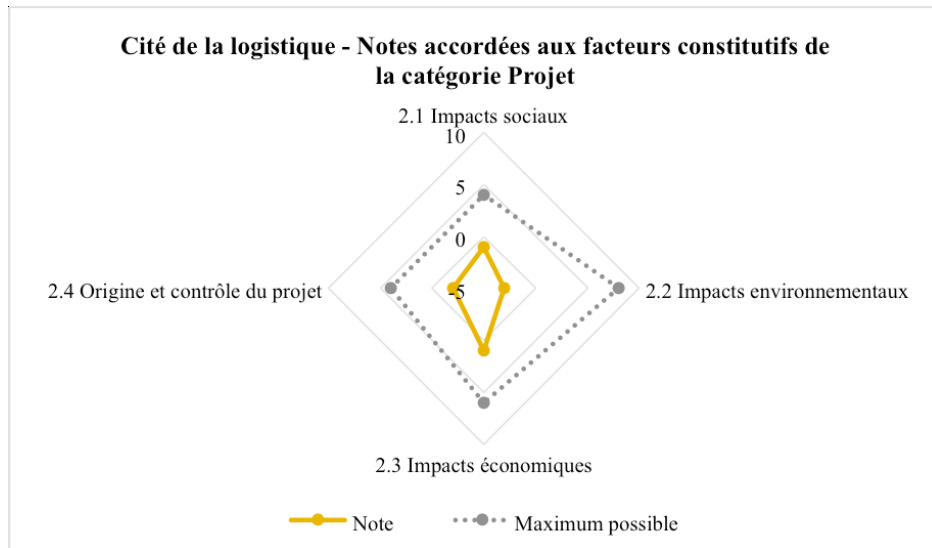 Cité de la logistique - Notes accordées aux facteurs constitutifs de
la catégorie Projet
2.1 Impacts sociaux
10
5
0
-5
2.4 Origine et contrôle du projet
2.2 Impacts environnementaux
2.3 Impacts économiques
Note
Maximum possible